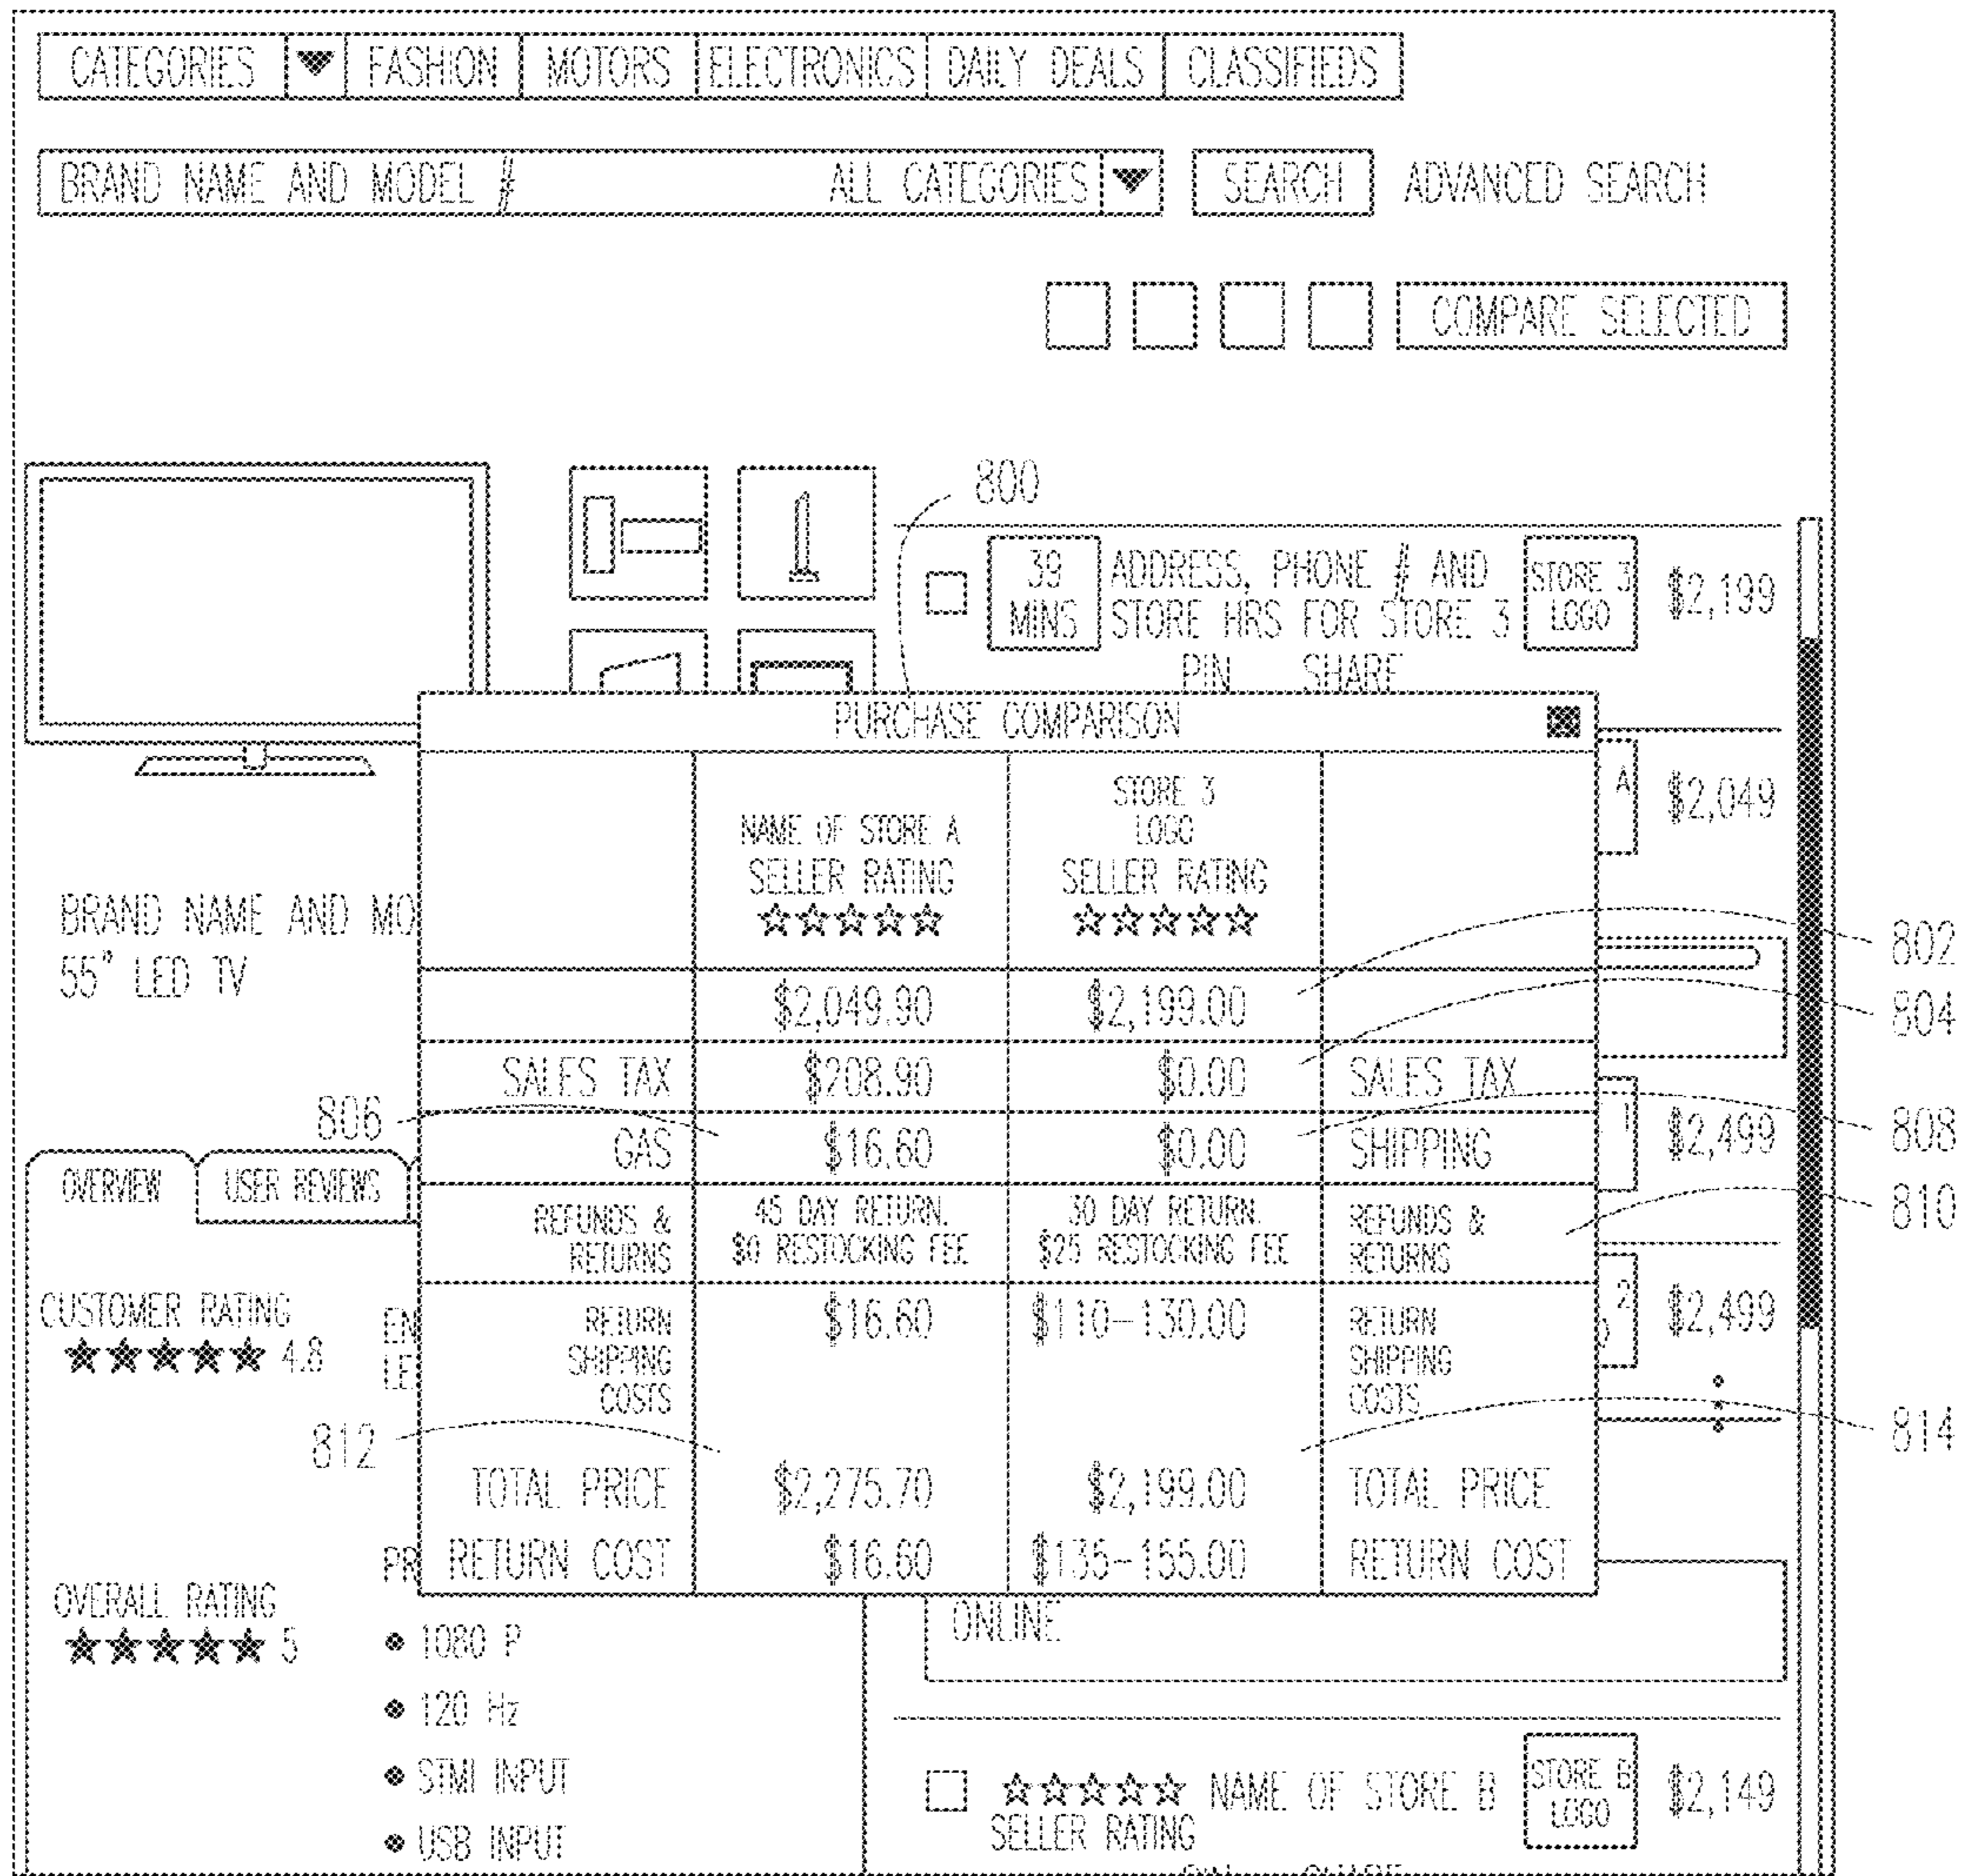 CATEGORIES FASHION MOTORS ELECTRONICS DAILY DEALS CLASSIFIEDS
BRAND NAME AND MODEL # ALL CATEGORIES SEARCH ADVANCED SEARCH
COMPARE SELECTED
800
39 MINS
ADDRESS, PHONE # AND
STORE HRS FOR STORE 3
STORE 3
LOGO
$2,199
PIN SHARE
PURCHASE COMPARISON
NAME OF STORE A
SELLER RATING
STORE 3
LOGO
SELLER RATING
A
$2,049
BRAND NAME AND MO
55" LED TV
802
$2,049.90 $2,199.00
804
SALES TAX $208.90 $0.00 SALES TAX
806
GAS $16.60 $0.00 SHIPPING
1
$2,499
808
OVERVIEW USER REVIEWS
REFUNDS &
RETURNS
45 DAY RETURN.
$0 RESTOCKING FEE
30 DAY RETURN.
$25 RESTOCKING FEE
REFUNDS &
RETURNS
810
CUSTOMER RATING
4.8
EN
LE
RETURN
SHIPPING
COSTS
$16.60 $110-130.00
RETURN
SHIPPING
COSTS
2
$2,499
812
814
TOTAL PRICE $2,275.70 $2,199.00 TOTAL PRICE
PR
RETURN COST $16.60 $135-155.00 RETURN COST
OVERALL RATING
5
ONLINE
1080 P
120 Hz
STMI INPUT
USB INPUT
NAME OF STORE B
SELLER RATING
STORE B
LOGO
$2,149